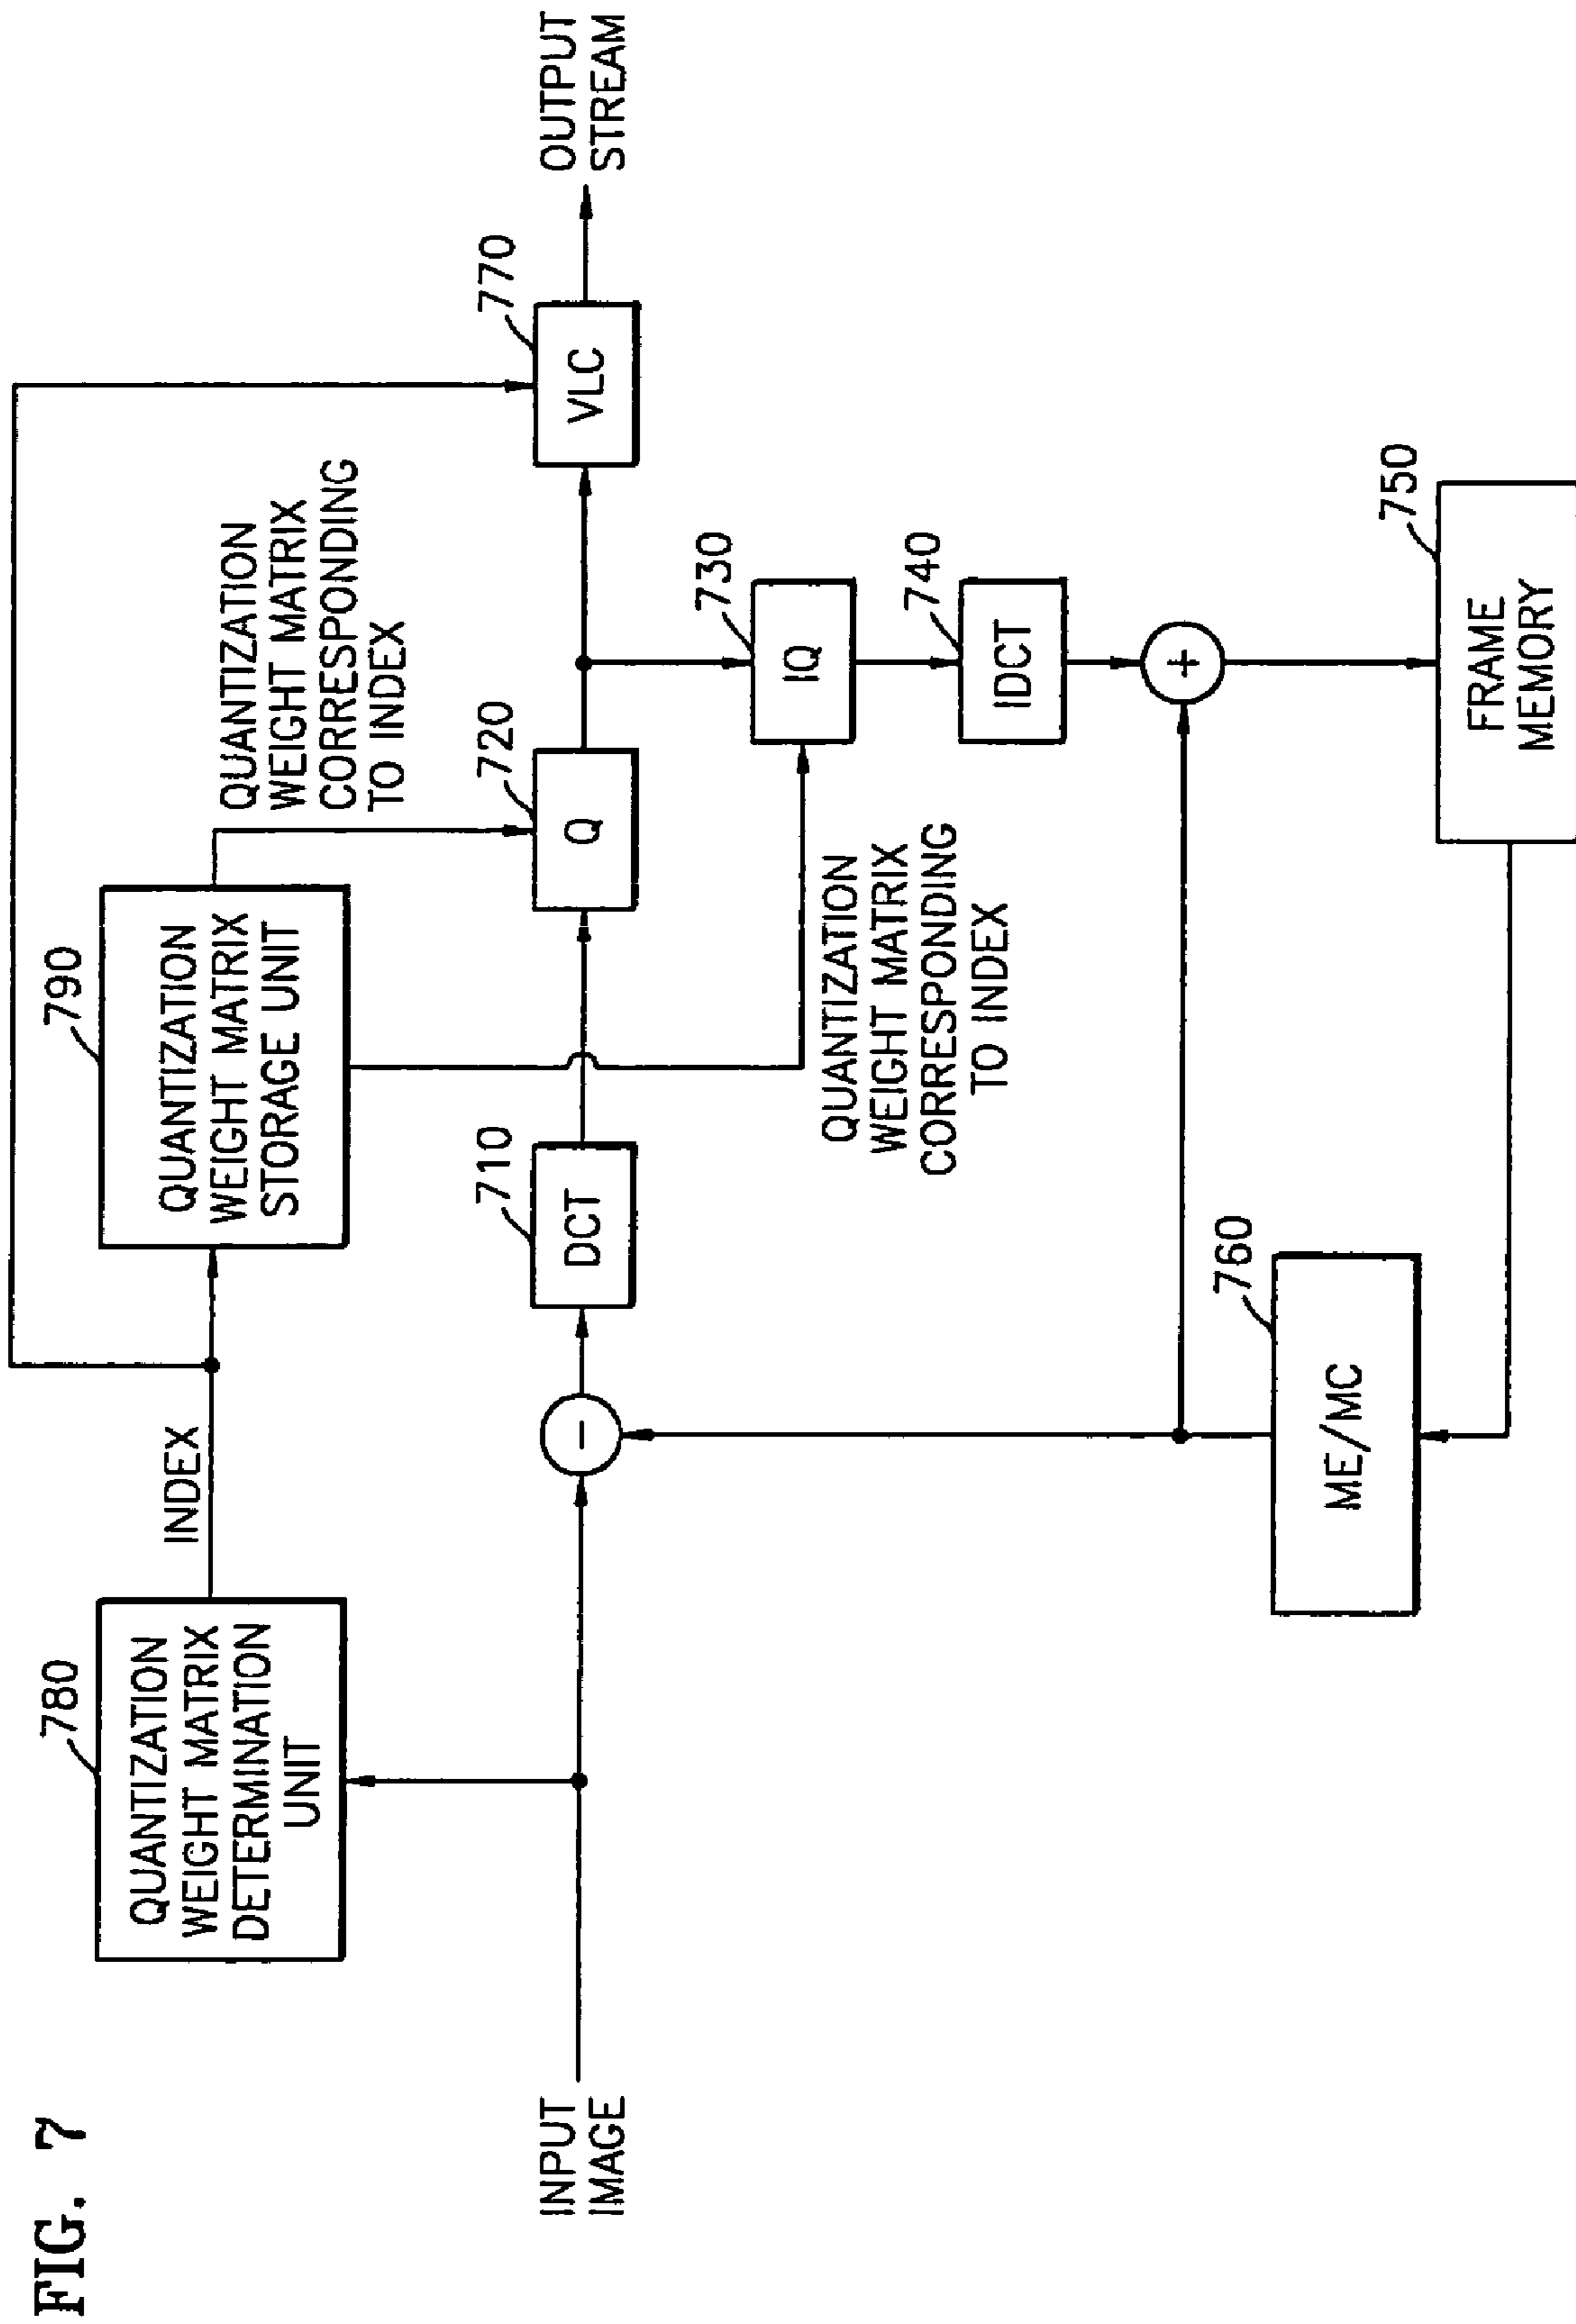 FIG. 7
780
QUANTIZATION
WEIGHT MATRIX
DETERMINATION
UNIT
INDEX
790
QUANTIZATION
WEIGHT MATRIX
STORAGE UNIT
QUANTIZATION
WEIGHT MATRIX
CORRESPONDING
TO INDEX
INPUT
IMAGE
-
710
DCT
720
Q
770
VLC
OUTPUT
STREAM
QUANTIZATION
WEIGHT MATRIX
CORRESPONDING
TO INDEX
730
IQ
740
IDCT
+
760
ME/MC
750
FRAME
MEMORY